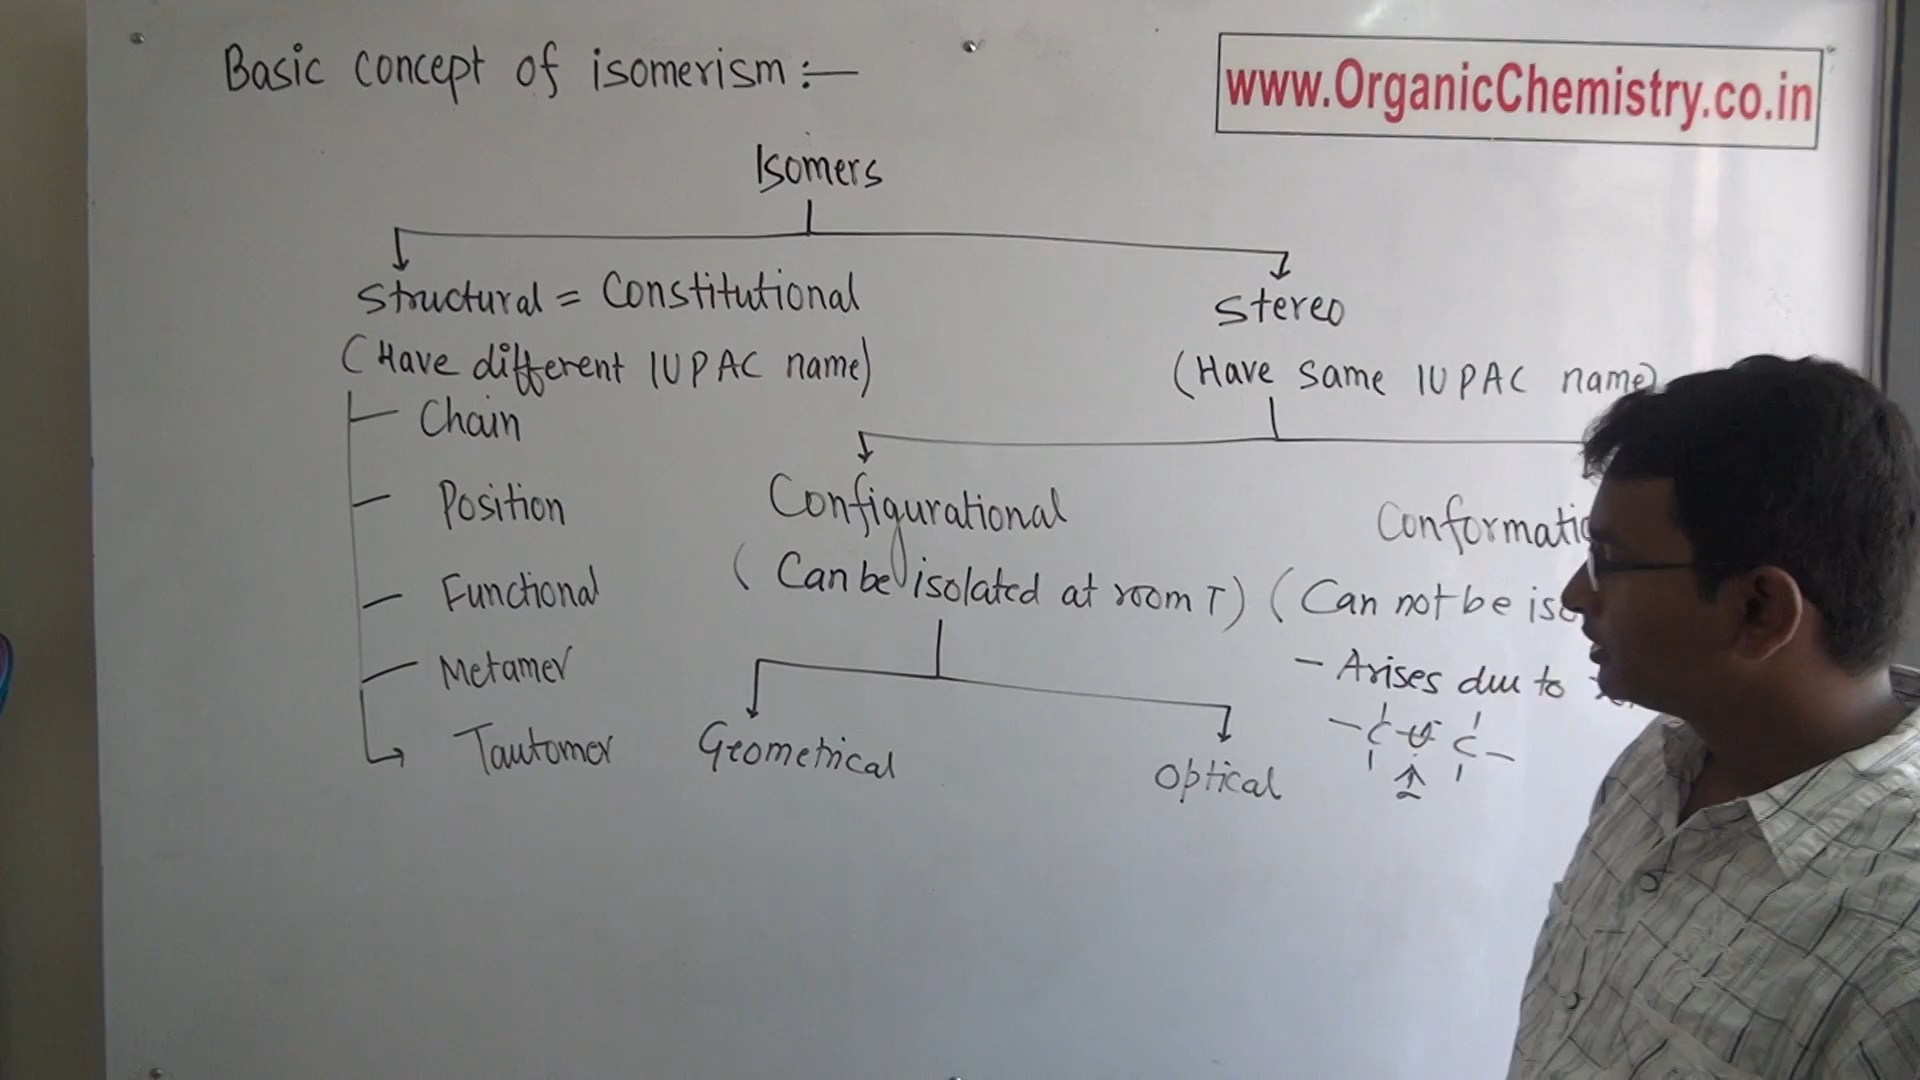 Basic concept of isomerism :—
www.OrganicChemistry.co.in
Isomers
Structural = Constitutional
Stereo
(Have different IUPAC name)
(Have same IUPAC name)
Chain
Position
Functional
Metamer
Tautomer
Configurational
(Can be isolated at room T)
Geometrical
Optical
(Can not be
- Arises due to
C C